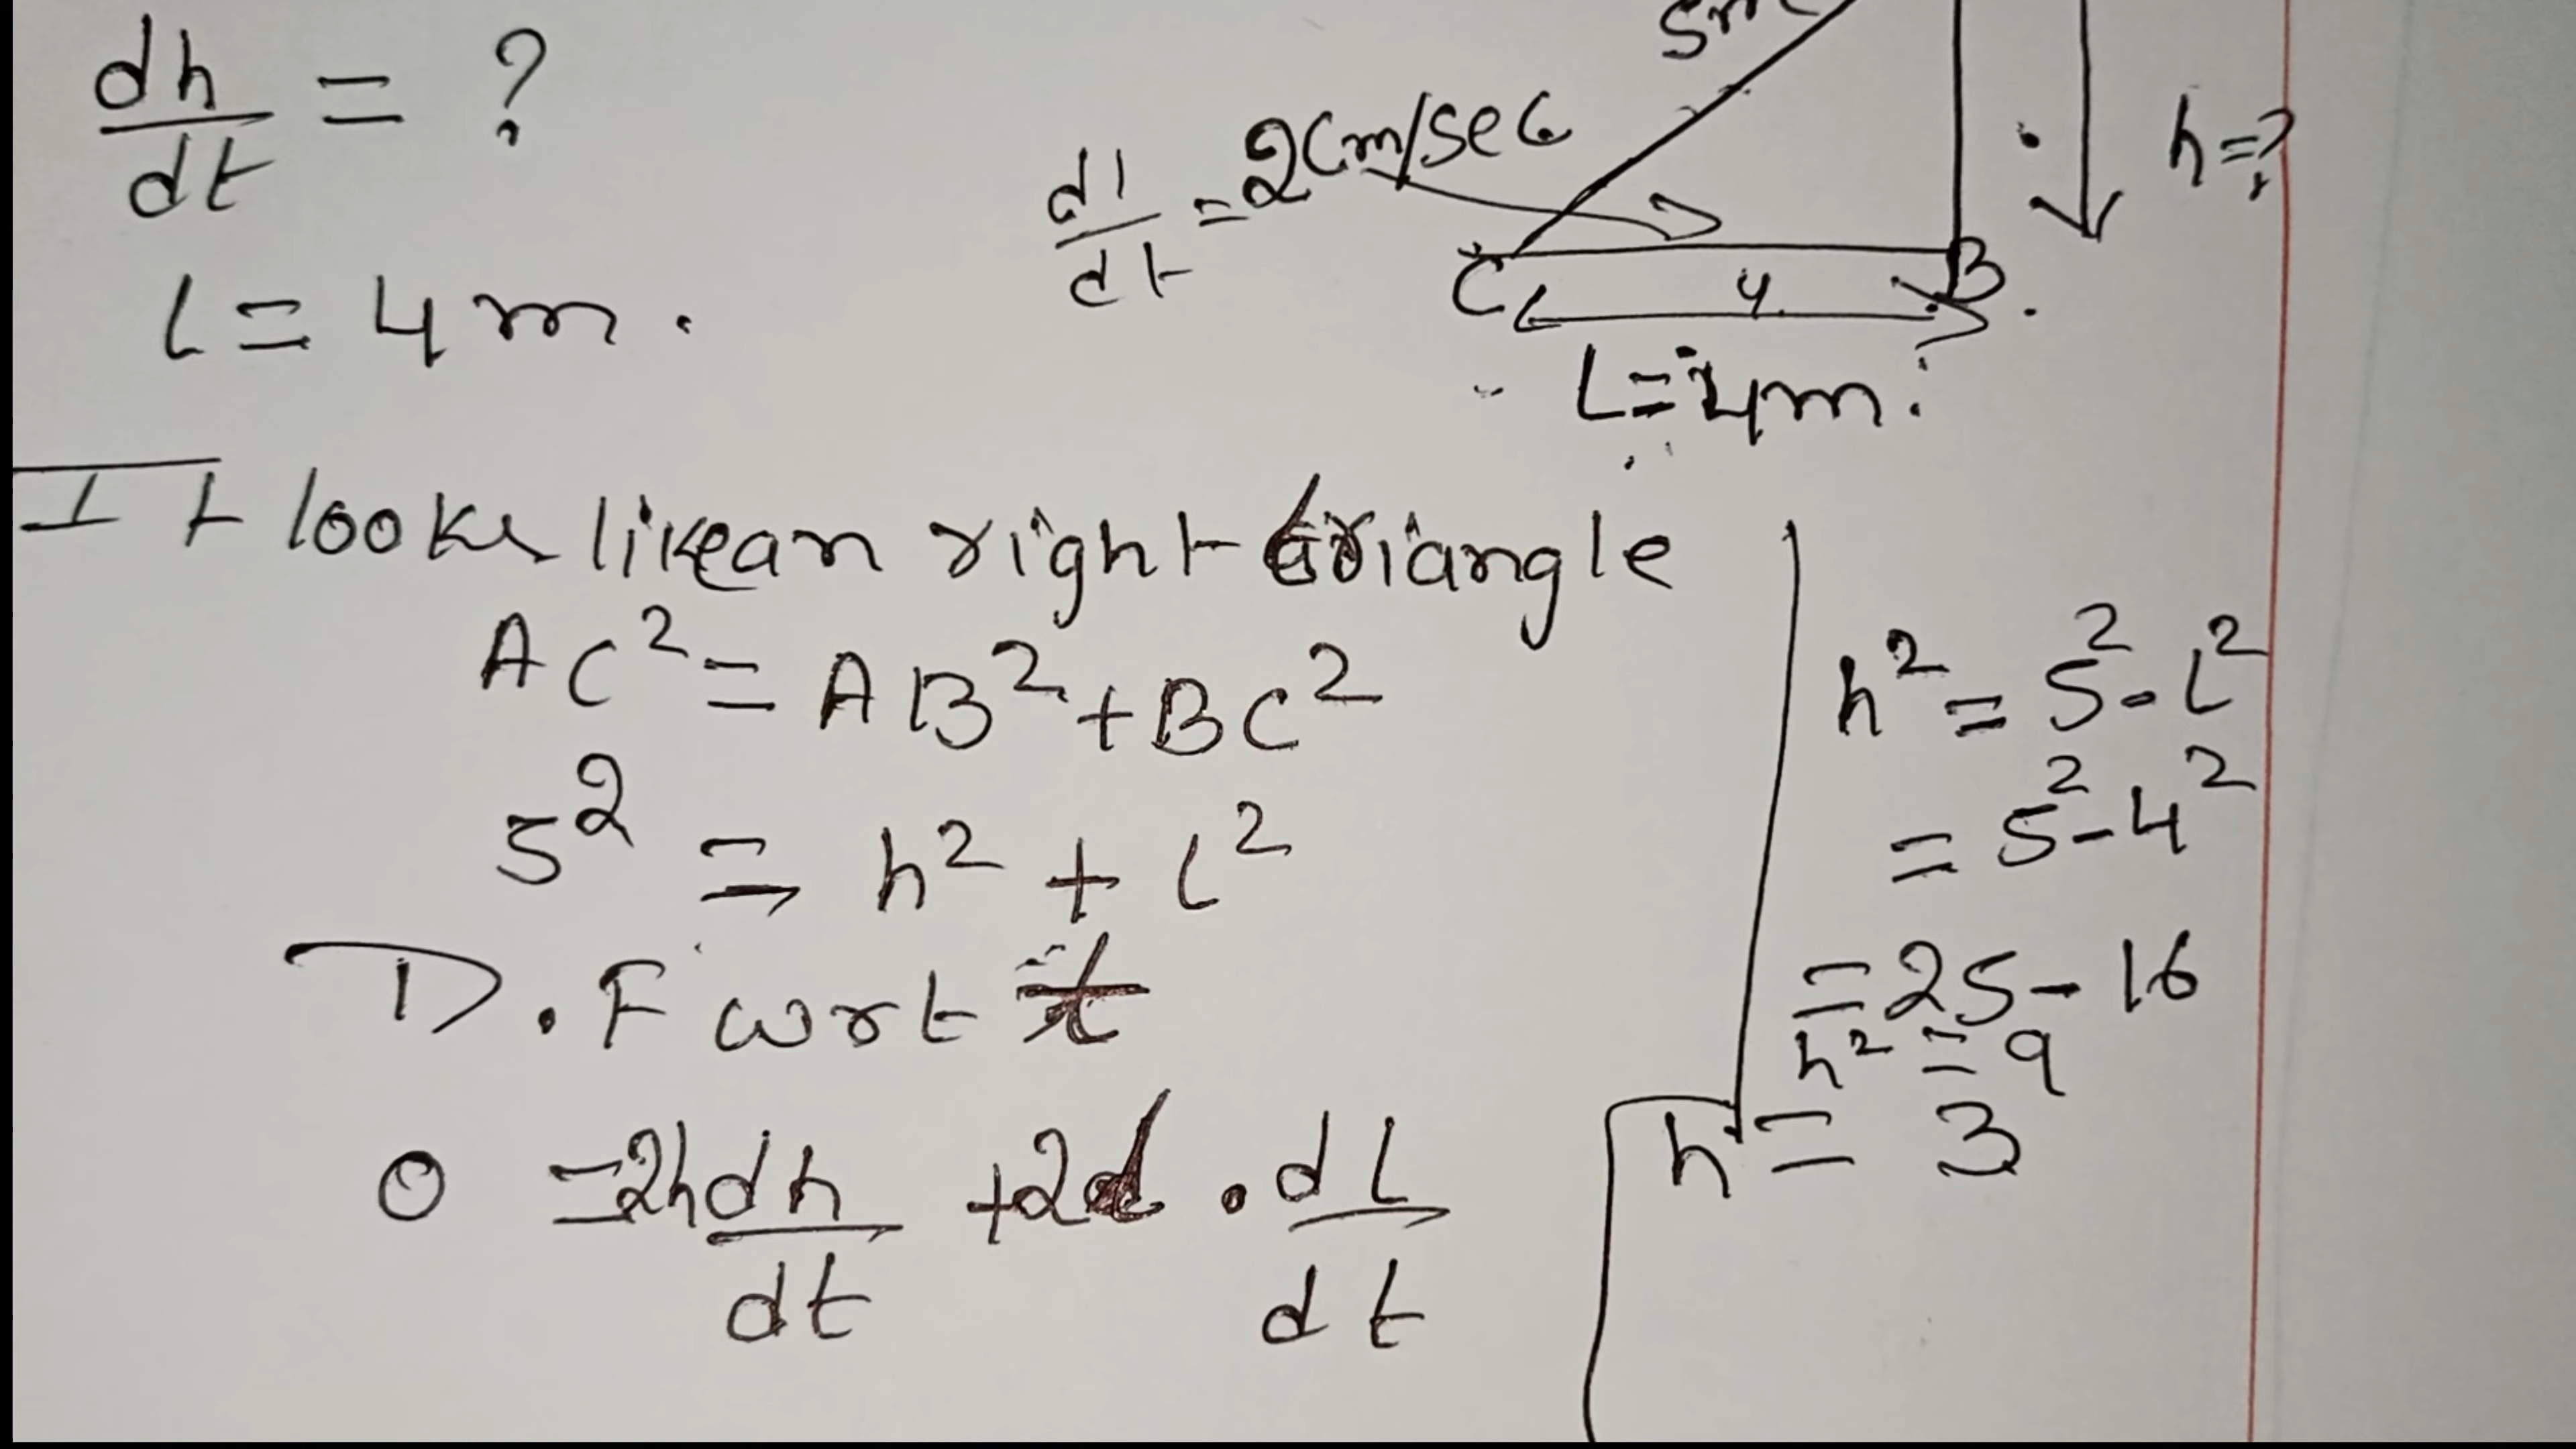 5m
dh/dt = ?
dl/dt = 2cm/sec
h=?
C 4 B
l = 4m.
L=4m.
It looks like an right triangle
AC² = AB² + BC²
5² = h² + l²
D.F wrt t
0 = 2h dh/dt + 2l . dl/dt
h² = 5² - l²
= 5² - 4²
= 25 - 16
h² = 9
h = 3